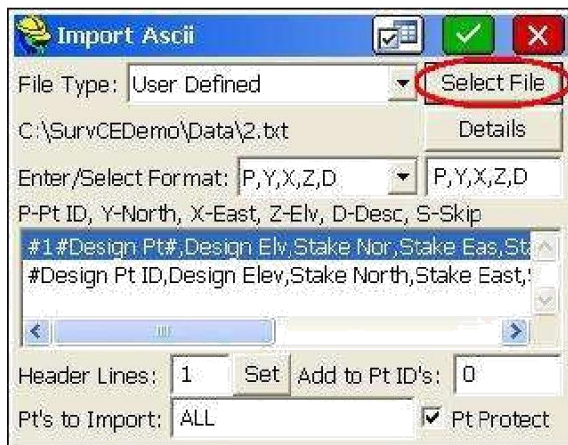 Import Ascii
File Type: User Defined Select File
C:\SurvCEDemo\Data\2.txt Details
Enter/Select Format: P,Y,X,Z,D P,Y,X,Z,D
P-Pt ID, Y-North, X-East, Z-Elv, D-Desc, S-Skip
#1#Design Pt#,Design Elv,Stake Nor,Stake Eas,Sta
#Design Pt ID,Design Elev,Stake North,Stake East,
Header Lines: 1 Set Add to Pt ID's: 0
Pt's to Import: ALL Pt Protect